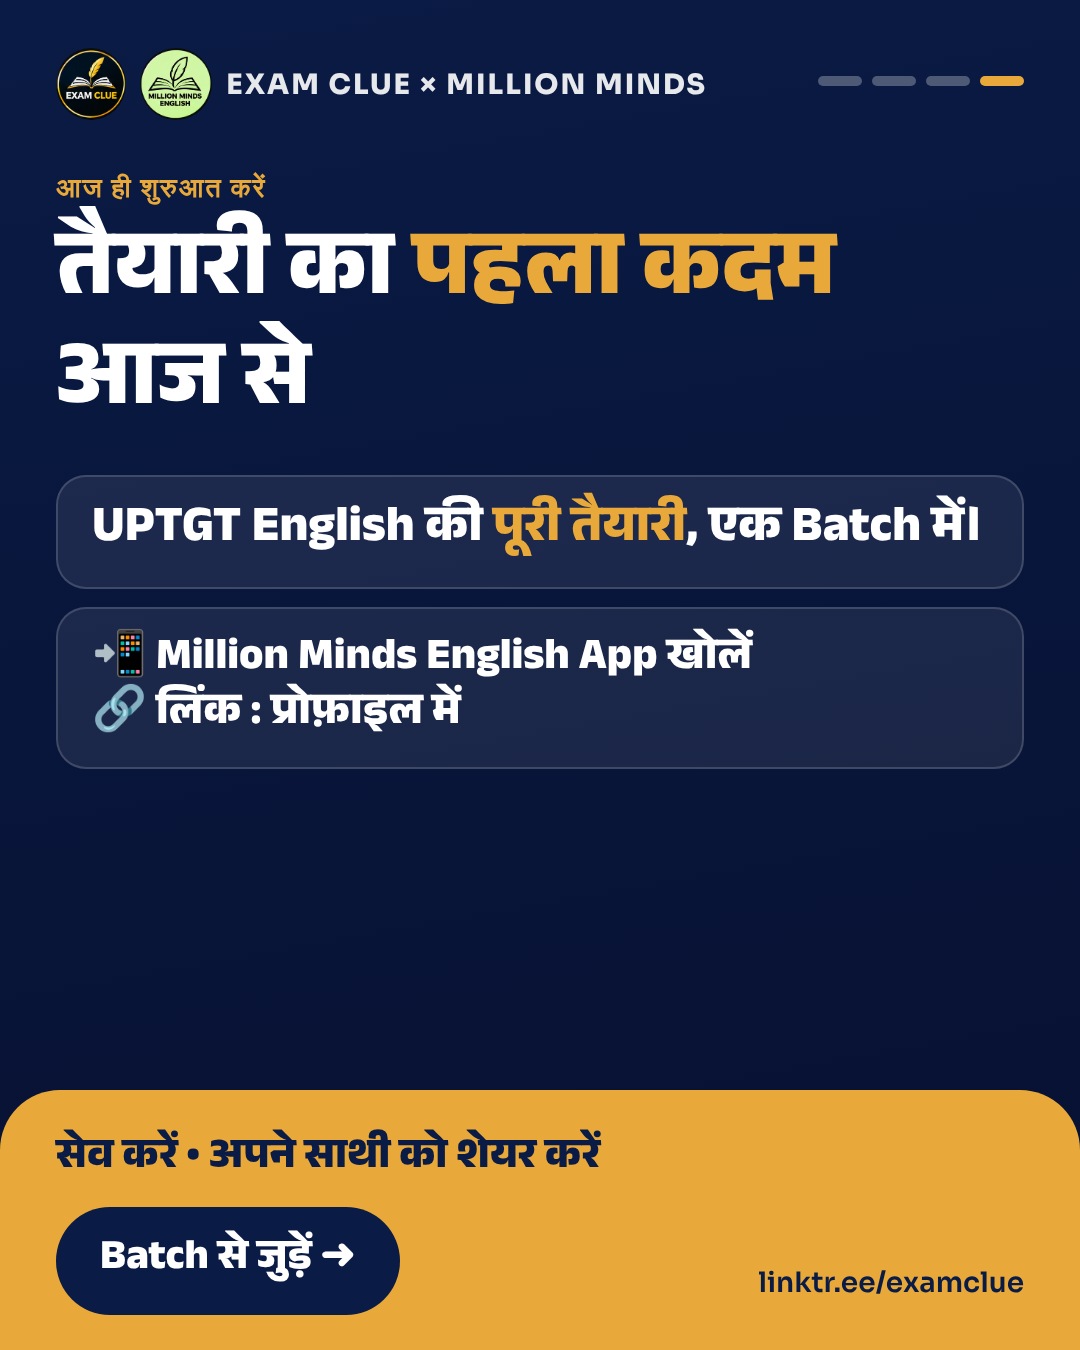 EXAM CLUE
MILLION MINDS
ENGLISH
EXAM CLUE × MILLION MINDS
आज ही शुरुआत करें
तैयारी का पहला कदम
आज से
UPTGT English की पूरी तैयारी, एक Batch में।
📲 Million Minds English App खोलें
🔗 लिंक : प्रोफ़ाइल में
सेव करें • अपने साथी को शेयर करें
Batch से जुड़ें ➜
linktr.ee/examclue